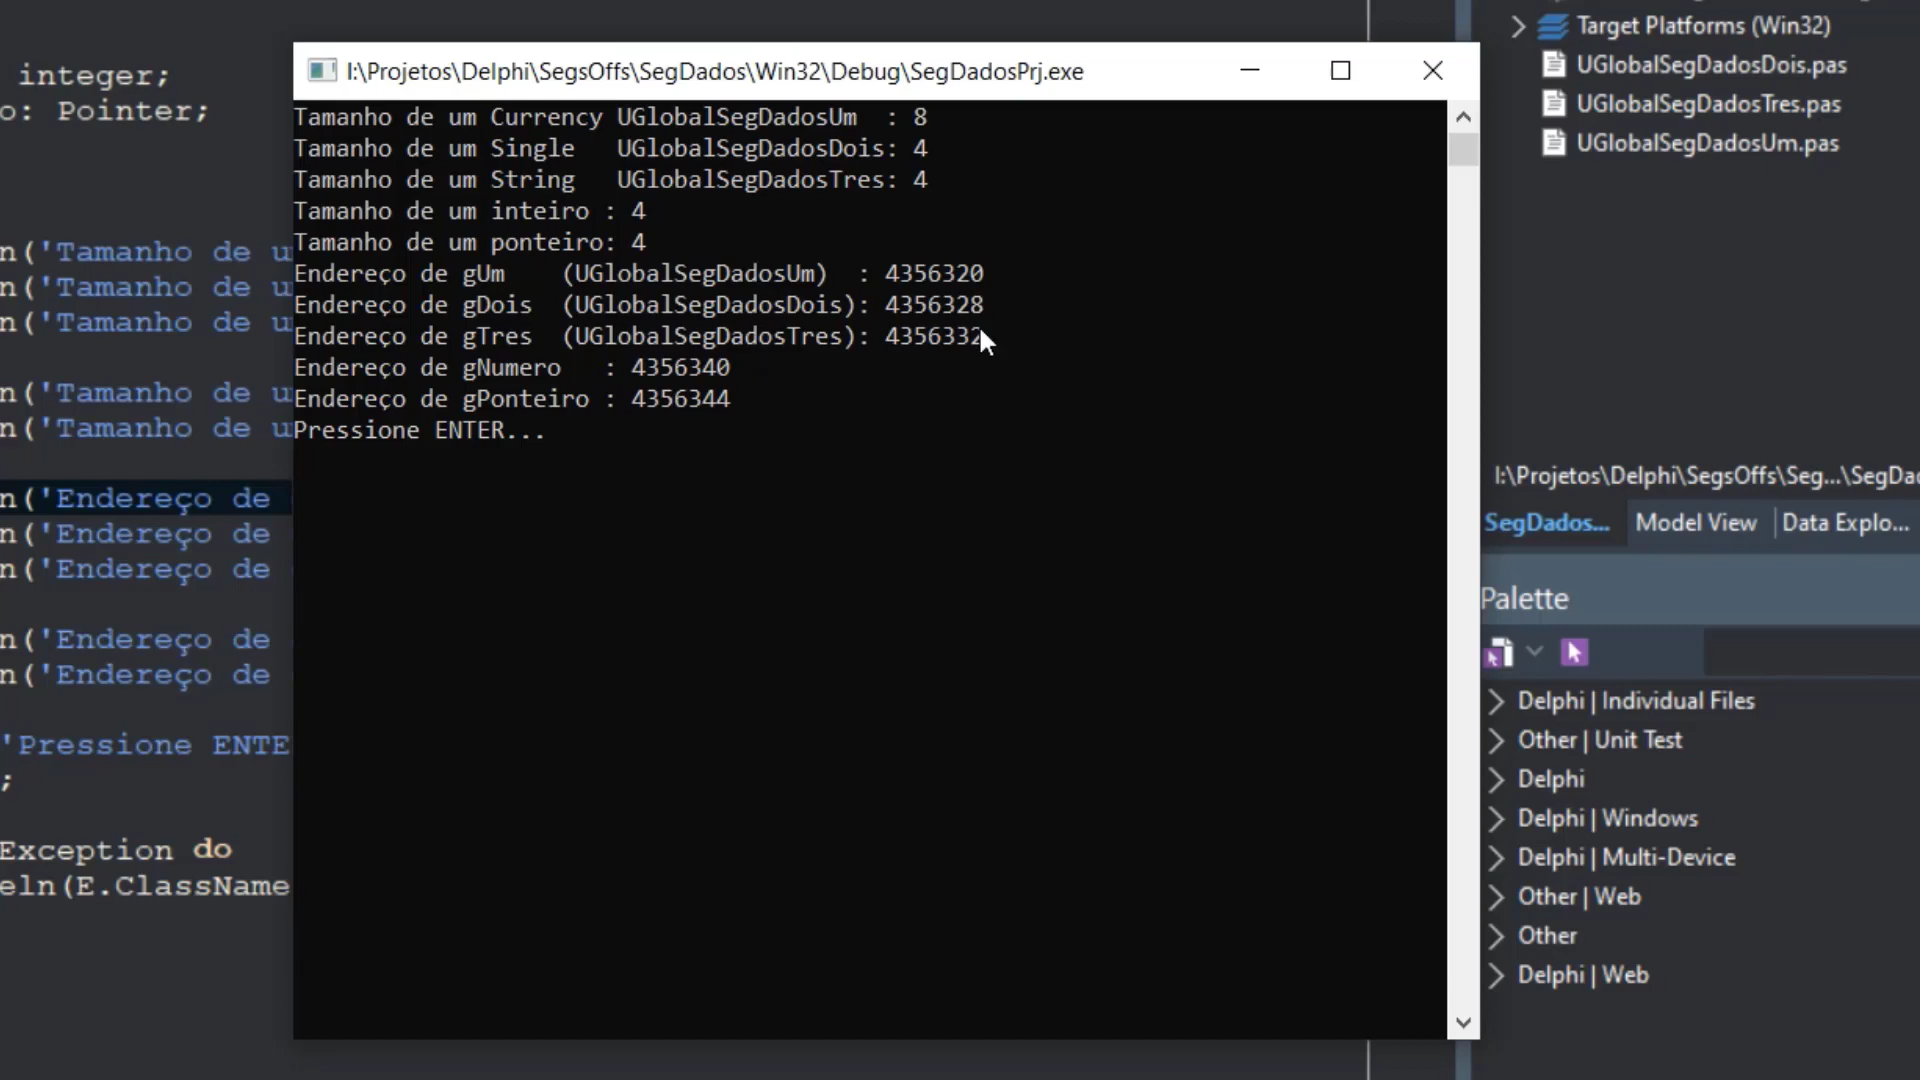 integer;
o: Pointer;
n('Tamanho de u
n('Tamanho de u
n('Tamanho de u
n('Tamanho de u
n('Tamanho de u
n('Endereço de
n('Endereço de
n('Endereço de
n('Endereço de
n('Endereço de
'Pressione ENTE
;
Exception do
eln(E.ClassName
I:\Projetos\Delphi\SegsOffs\SegDados\Win32\Debug\SegDadosPrj.exe
Tamanho de um Currency UGlobalSegDadosUm  : 8
Tamanho de um Single   UGlobalSegDadosDois: 4
Tamanho de um String   UGlobalSegDadosTres: 4
Tamanho de um inteiro : 4
Tamanho de um ponteiro: 4
Endereço de gUm    (UGlobalSegDadosUm)  : 4356320
Endereço de gDois  (UGlobalSegDadosDois): 4356328
Endereço de gTres  (UGlobalSegDadosTres): 4356332
Endereço de gNumero   : 4356340
Endereço de gPonteiro : 4356344
Pressione ENTER...
Target Platforms (Win32)
UGlobalSegDadosDois.pas
UGlobalSegDadosTres.pas
UGlobalSegDadosUm.pas
I:\Projetos\Delphi\SegsOffs\Seg...\SegDad
SegDados... Model View Data Explo...
Palette
Delphi | Individual Files
Other | Unit Test
Delphi
Delphi | Windows
Delphi | Multi-Device
Other | Web
Other
Delphi | Web